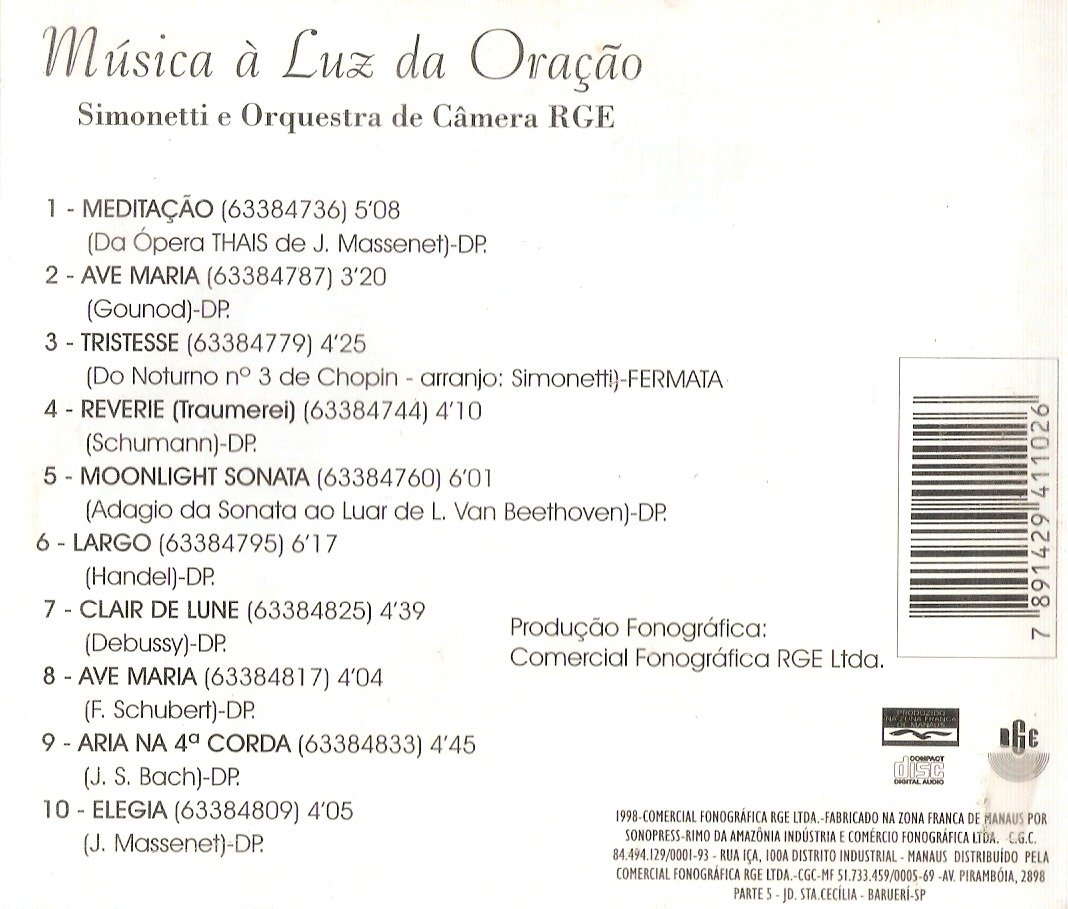 Música à Luz da Oração
Simonetti e Orquestra de Câmera RGE
1 - MEDITAÇÃO (63384736) 5'08
(Da Ópera THAIS de J. Massenet)-DP.
2 - AVE MARIA (63384787) 3'20
(Gounod)-DP.
3 - TRISTESSE (63384779) 4'25
(Do Noturno nº 3 de Chopin - arranjo: Simonetti)-FERMATA
4 - REVERIE (Traumerei) (63384744) 4'10
(Schumann)-DP.
5 - MOONLIGHT SONATA (63384760) 6'01
(Adagio da Sonata ao Luar de L. Van Beethoven)-DP.
6 - LARGO (63384795) 6'17
(Handel)-DP.
7 - CLAIR DE LUNE (63384825) 4'39
(Debussy)-DP.
8 - AVE MARIA (63384817) 4'04
(F. Schubert)-DP.
9 - ARIA NA 4ª CORDA (63384833) 4'45
(J. S. Bach)-DP.
10 - ELEGIA (63384809) 4'05
(J. Massenet)-DP.
Produção Fonográfica:
Comercial Fonográfica RGE Ltda.
7 891429 411026
PRODUZIDO
NA ZONA FRANCA
DE MANAUS
COMPACT
disc
DIGITAL AUDIO
RGE
1998-COMERCIAL FONOGRÁFICA RGE LTDA.-FABRICADO NA ZONA FRANCA DE MANAUS POR
SONOPRESS-RIMO DA AMAZÔNIA INDÚSTRIA E COMÉRCIO FONOGRÁFICA LTDA. C.G.C.
84.494.129/0001-93 - RUA IÇA, 100A DISTRITO INDUSTRIAL - MANAUS DISTRIBUÍDO PELA
COMERCIAL FONOGRÁFICA RGE LTDA.-CGC-MF 51.733.459/0005-69 -AV. PIRAMBÓIA, 2898
PARTE 5 - JD. STA.CECÍLIA - BARUERÍ-SP